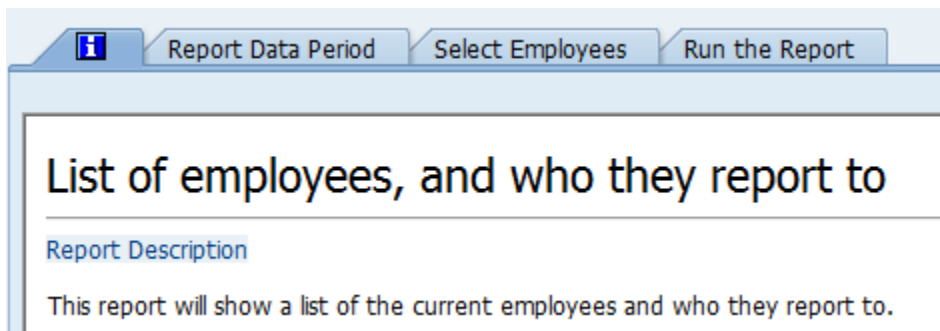 i Report Data Period Select Employees Run the Report
List of employees, and who they report to
Report Description
This report will show a list of the current employees and who they report to.